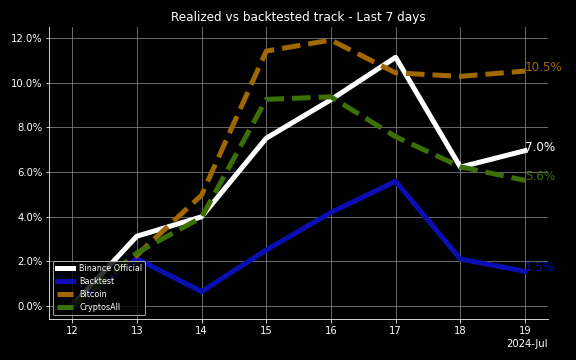 Realized vs backtested track - Last 7 days
12.0%
10.0%
8.0%
6.0%
4.0%
2.0%
0.0%
10.5%
7.0%
5.6%
1.5%
Binance Official
Backtest
Bitcoin
CryptosAll
12 13 14 15 16 17 18 19
2024-Jul